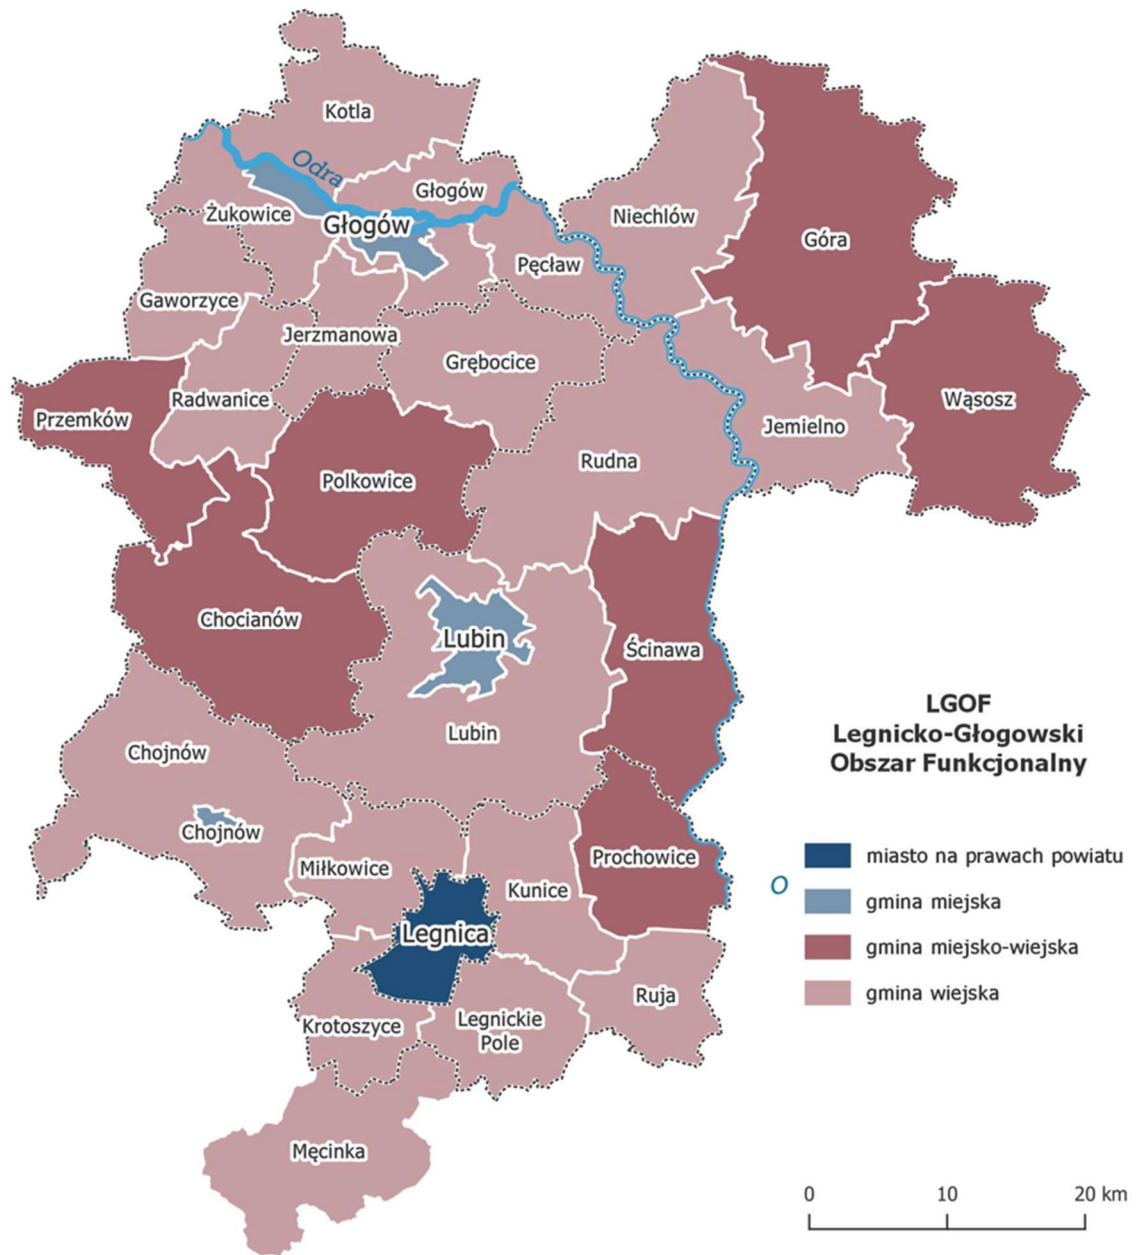 Kotla
Odra
Głogów
Żukowice
Głogów
Niechlów
Góra
Pęcław
Gaworzyce
Jerzmanowa
Grębocice
Radwanice
Przemków
Wąsosz
Jemielno
Rudna
Polkowice
Chocianów
Lubin
Ścinawa
Lubin
Chojnów
Chojnów
LGOF
Legnicko-Głogowski
Obszar Funkcjonalny
Miłkowice
Kunice
Prochowice
Legnica
Ruja
Krotoszyce
Legnickie
Pole
Męcinka
O
miasto na prawach powiatu
gmina miejska
gmina miejsko-wiejska
gmina wiejska
0 10 20 km